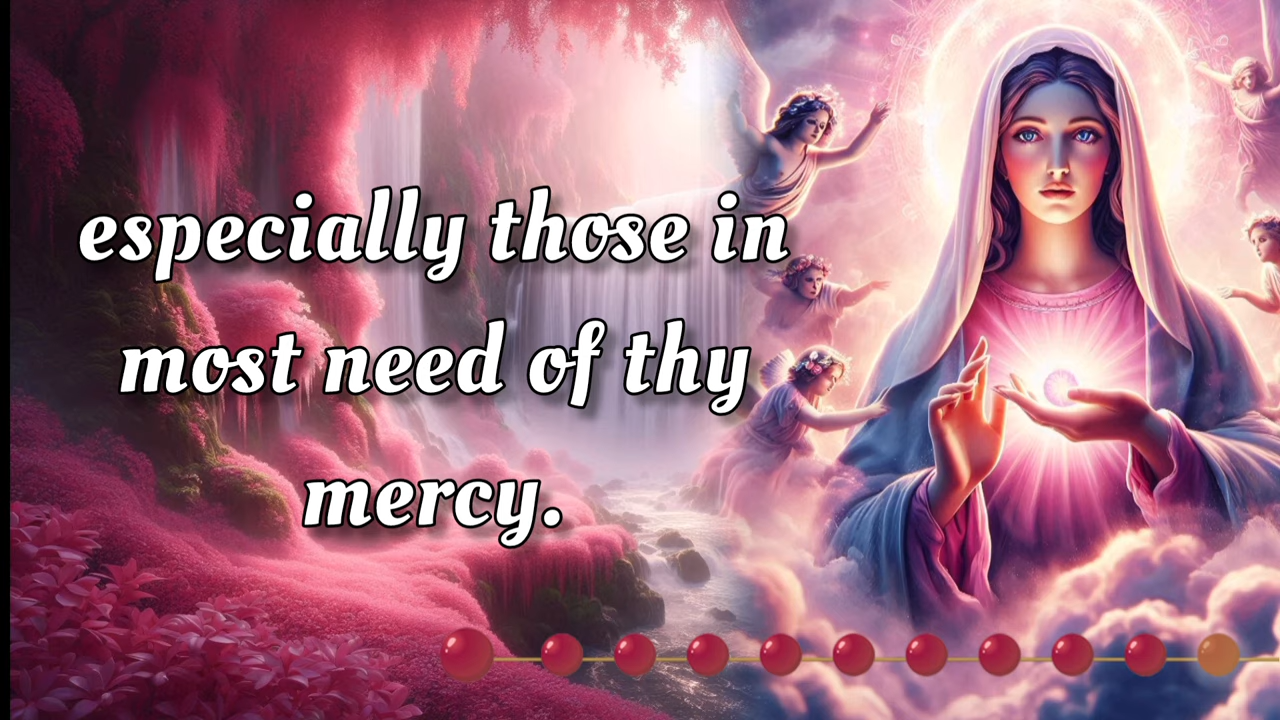 especially those in
most need of thy
mercy.